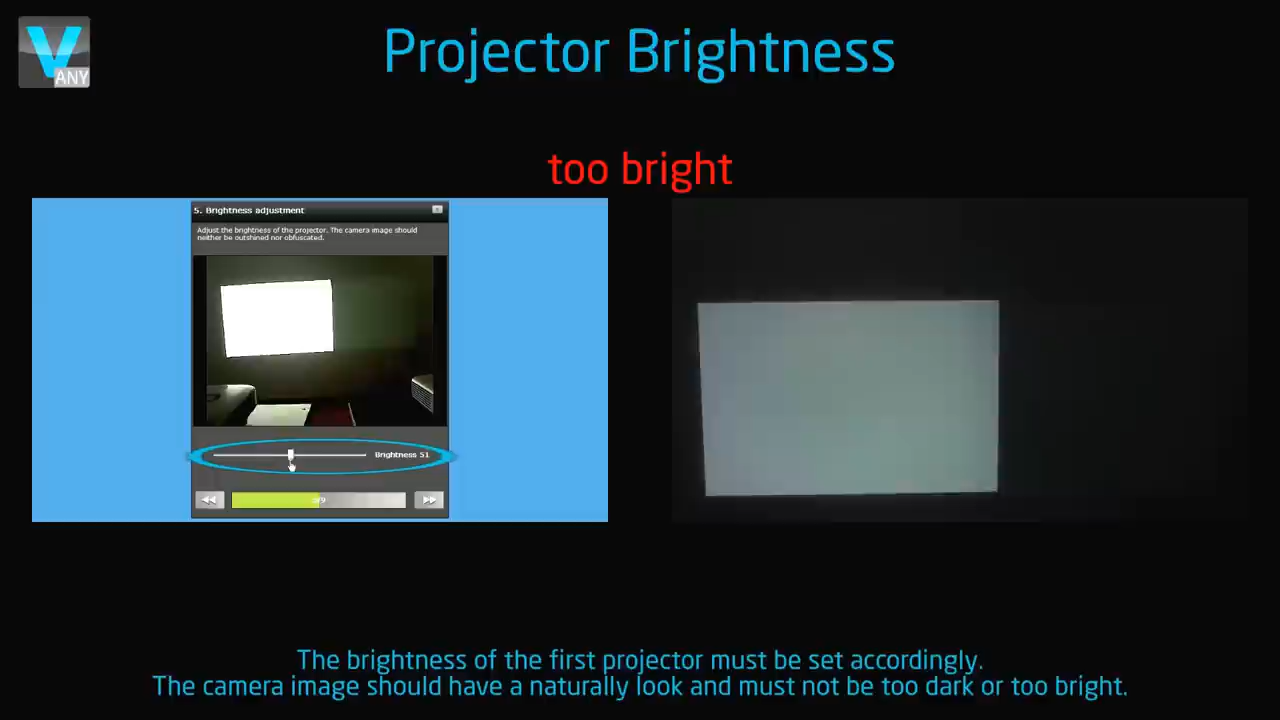 V
ANY
Projector Brightness
too bright
5. Brightness adjustment
Adjust the brightness of the projector. The camera image should
neither be outshined nor obfuscated.
Brightness 51
5/9
The brightness of the first projector must be set accordingly.
The camera image should have a naturally look and must not be too dark or too bright.